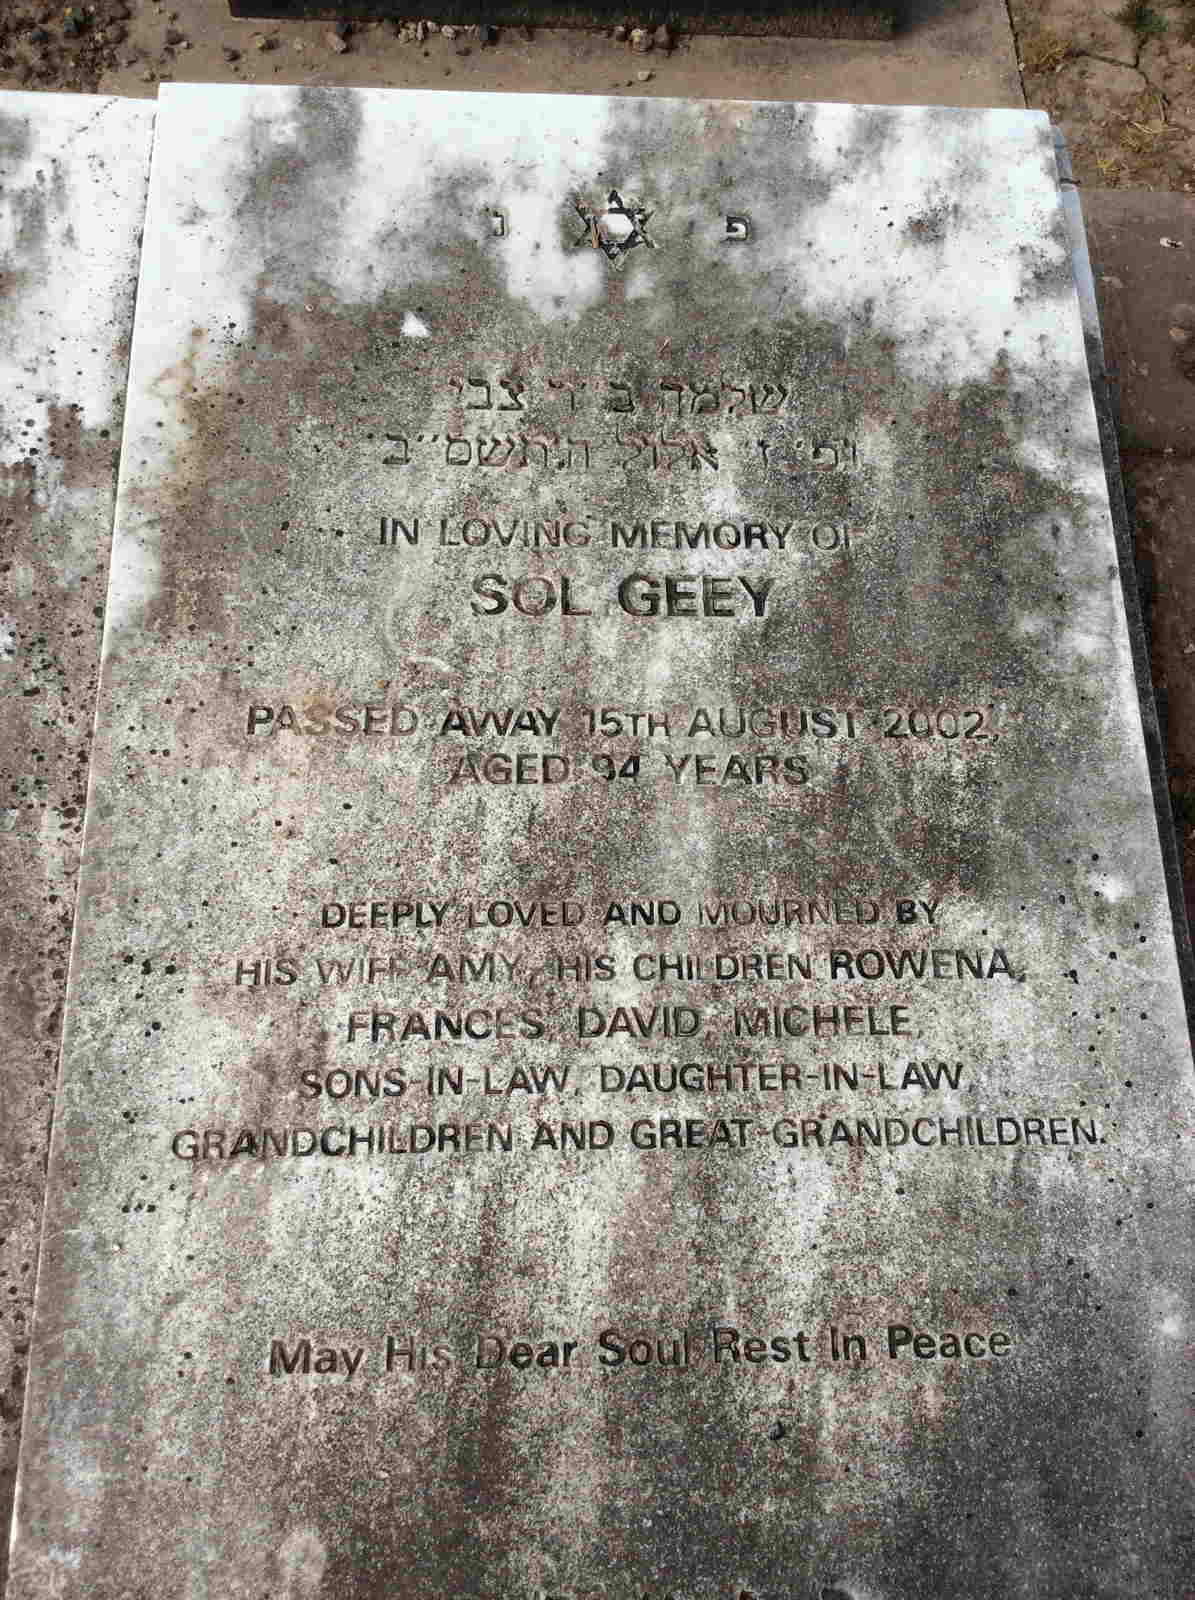 פ נ
שלמה ב״ר צבי
נפ׳ ז׳ אלול ה׳תשס״ב
IN LOVING MEMORY OF
SOL GEEY
PASSED AWAY 15TH AUGUST 2002,
AGED 94 YEARS
DEEPLY LOVED AND MOURNED BY
HIS WIFE AMY, HIS CHILDREN ROWENA,
FRANCES, DAVID, MICHELE,
SONS-IN-LAW, DAUGHTER-IN-LAW,
GRANDCHILDREN AND GREAT-GRANDCHILDREN.
May His Dear Soul Rest In Peace